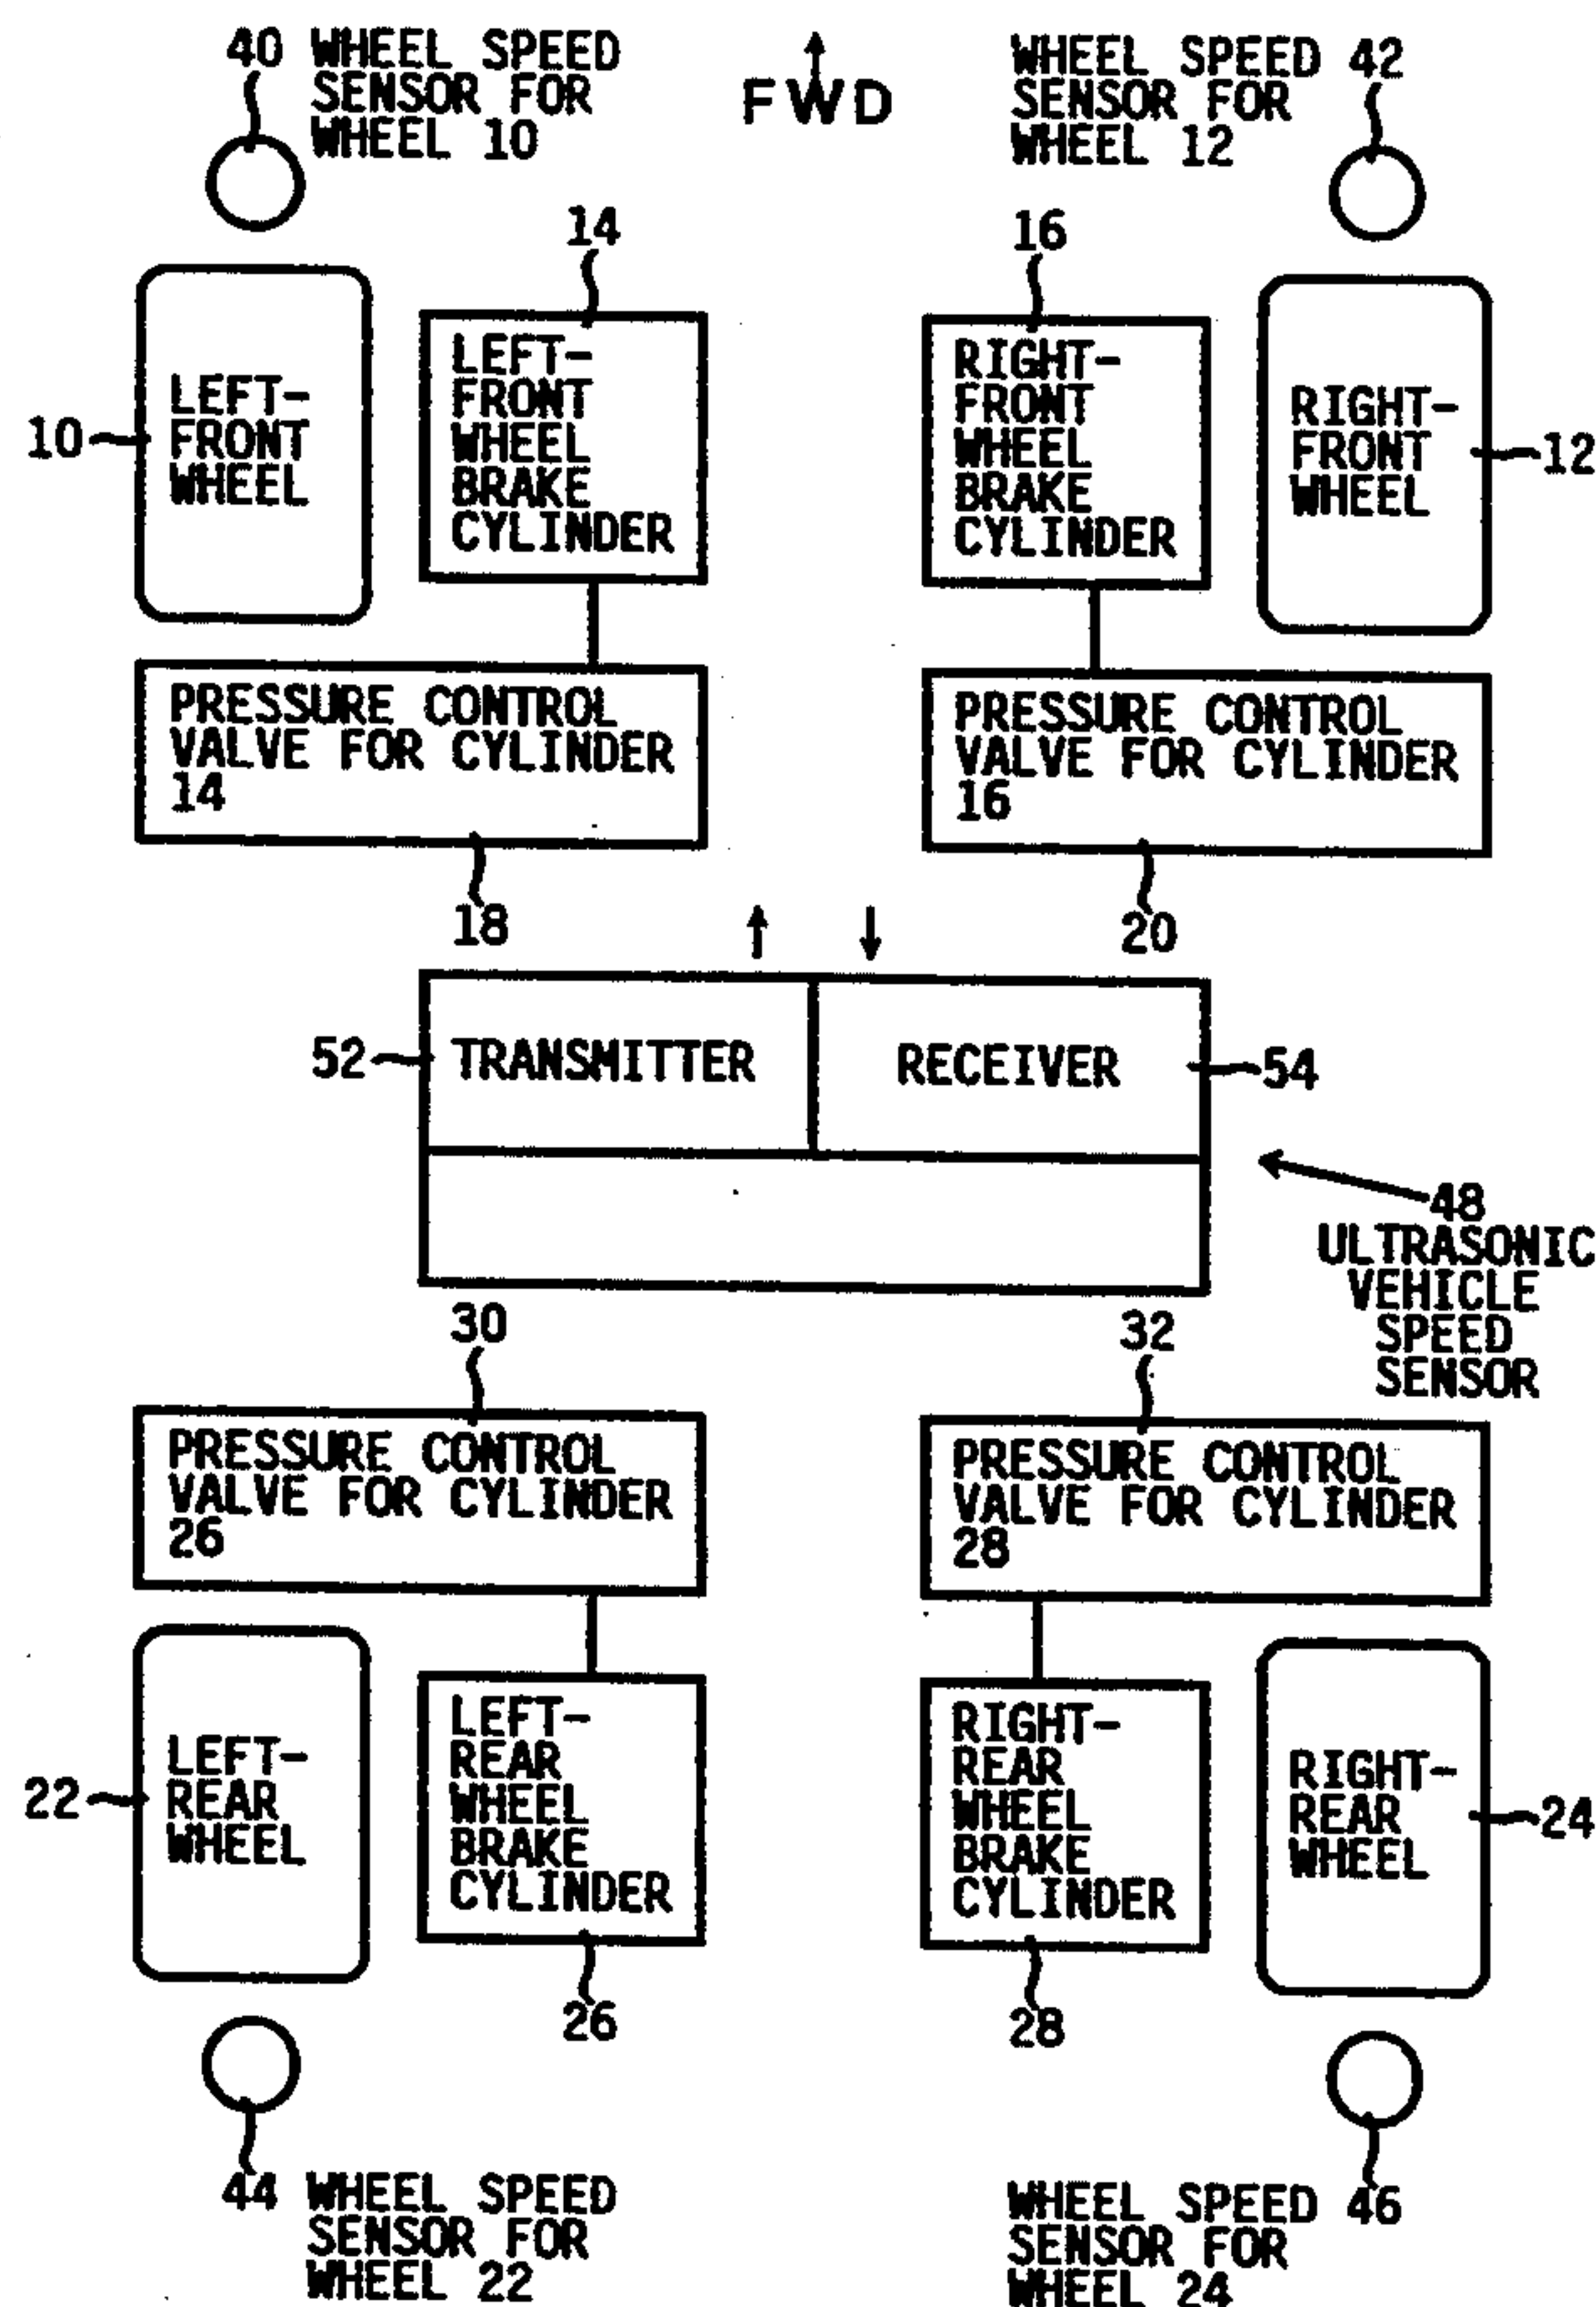 40 WHEEL SPEED
SENSOR FOR
WHEEL 10
FWD
WHEEL SPEED 42
SENSOR FOR
WHEEL 12
14
16
10
LEFT-
FRONT
WHEEL
LEFT-
FRONT
WHEEL
BRAKE
CYLINDER
RIGHT-
FRONT
WHEEL
BRAKE
CYLINDER
RIGHT-
FRONT
WHEEL
12
PRESSURE CONTROL
VALVE FOR CYLINDER
14
PRESSURE CONTROL
VALVE FOR CYLINDER
16
18
20
52
TRANSMITTER
RECEIVER
54
48
ULTRASONIC
VEHICLE
SPEED
SENSOR
30
32
PRESSURE CONTROL
VALVE FOR CYLINDER
26
PRESSURE CONTROL
VALVE FOR CYLINDER
28
22
LEFT-
REAR
WHEEL
LEFT-
REAR
WHEEL
BRAKE
CYLINDER
RIGHT-
REAR
WHEEL
BRAKE
CYLINDER
RIGHT-
REAR
WHEEL
24
26
28
44 WHEEL SPEED
SENSOR FOR
WHEEL 22
WHEEL SPEED 46
SENSOR FOR
WHEEL 24